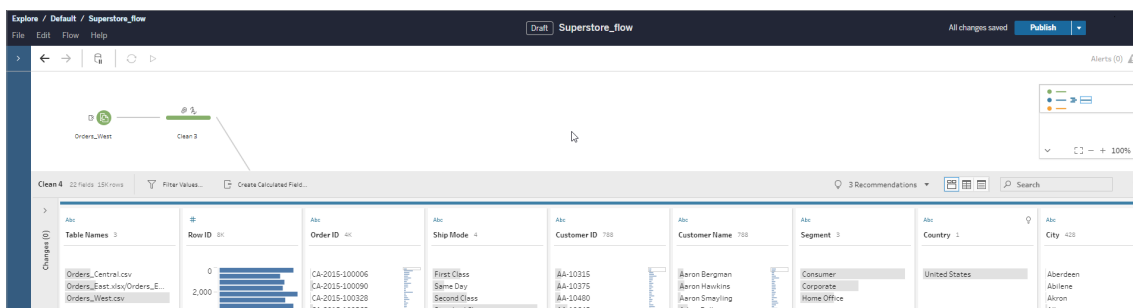 Explore / Default / Superstore_flow
File Edit Flow Help
Draft Superstore_flow
All changes saved Publish
Alerts (0)
Orders_West
Clean 3
100%
Clean 4 22 fields 15K rows Filter Values... Create Calculated Field... 3 Recommendations Search
Changes (0)
Abc # Abc Abc Abc Abc Abc Abc Abc
Table Names 3 Row ID 8K Order ID 4K Ship Mode 4 Customer ID 788 Customer Name 788 Segment 3 Country 1 City 428
Orders_Central.csv 0 CA-2015-100006 First Class AA-10315 Aaron Bergman Consumer United States Aberdeen
Orders_East.xlsx/Orders_E... CA-2015-100090 Same Day AA-10375 Aaron Hawkins Corporate Abilene
Orders_West.csv 2,000 CA-2015-100328 Second Class AA-10480 Aaron Smayling Home Office Akron